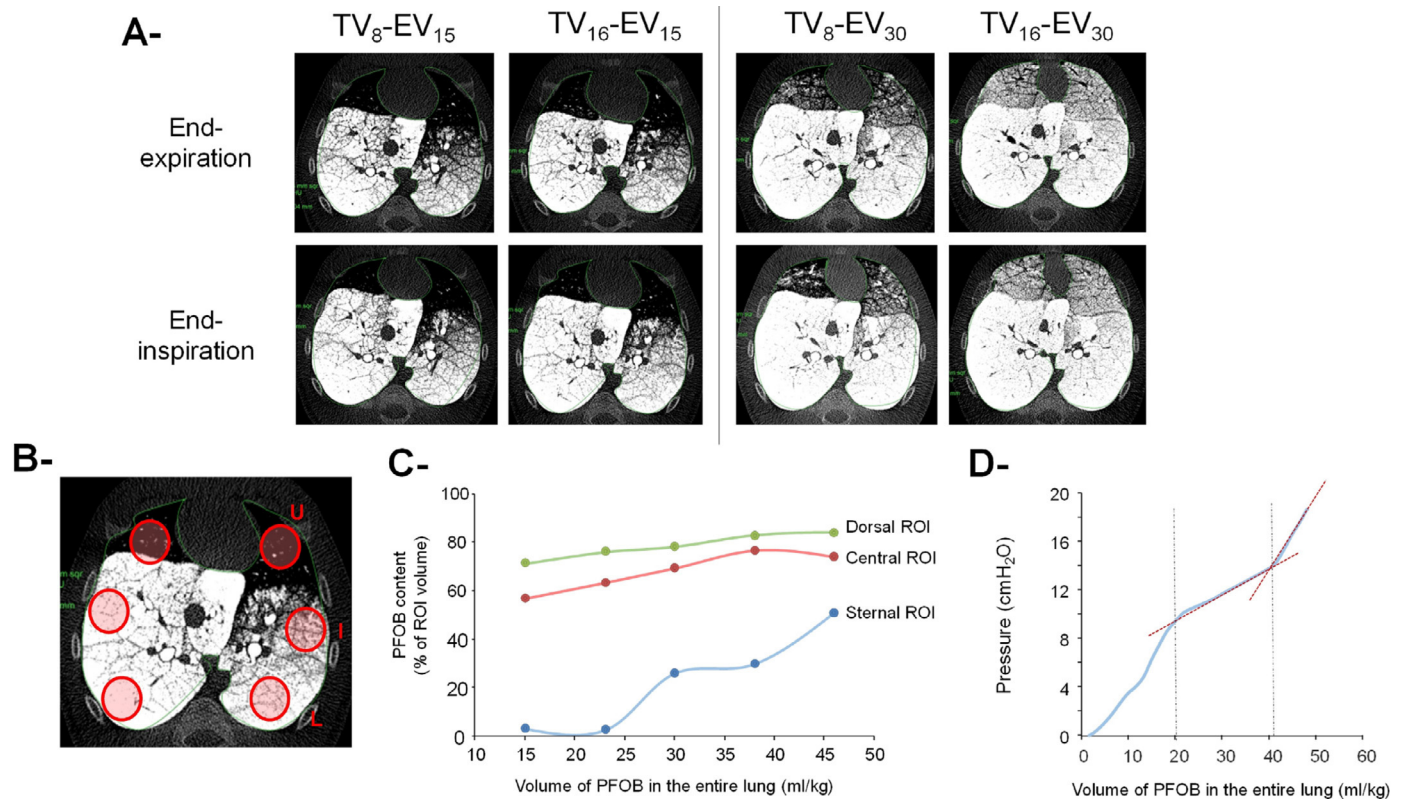 A-
TV8-EV15
TV16-EV15
TV8-EV30
TV16-EV30
End-
expiration
End-
inspiration
B-
U
I
L
C-
PFOB content
(% of ROI volume)
100
80
60
40
20
0
10
15
20
25
30
35
40
45
50
Dorsal ROI
Central ROI
Sternal ROI
Volume of PFOB in the entire lung (ml/kg)
D-
Pressure (cmH2O)
20
16
12
8
4
0
0
10
20
30
40
50
60
Volume of PFOB in the entire lung (ml/kg)